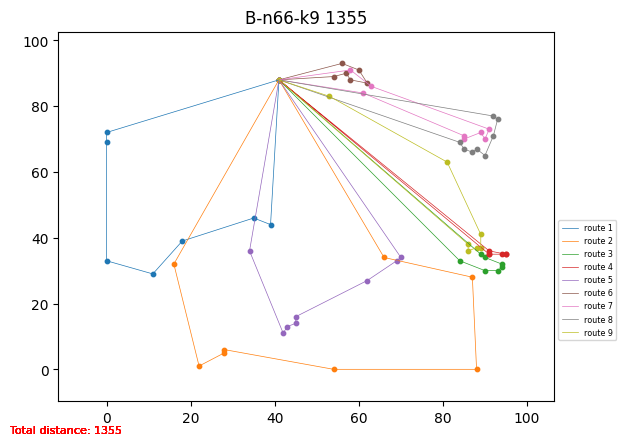 B-n66-k9 1355
100
80
60
40
20
0
0 20 40 60 80 100
route 1
route 2
route 3
route 4
route 5
route 6
route 7
route 8
route 9
Total distance: 1355